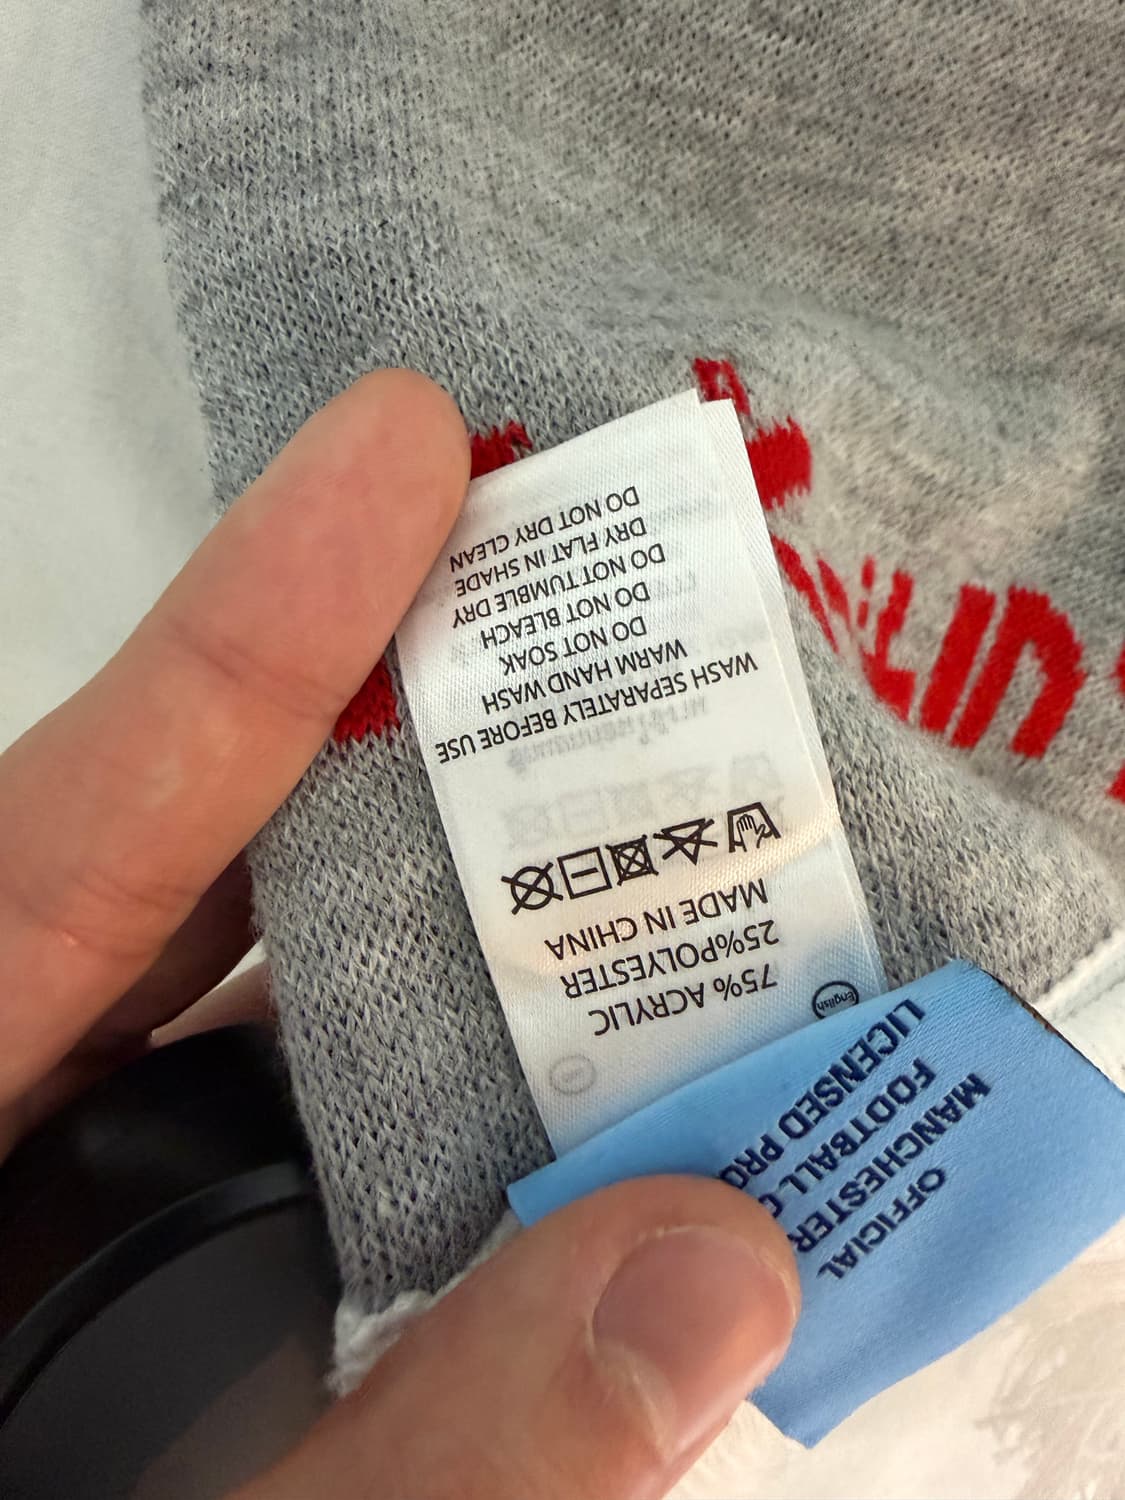 OFFICIAL
MANCHESTER
FOOTBALL C
LICENSED PRO
English
75% ACRYLIC
25%POLYESTER
MADE IN CHINA
WASH SEPARATELY BEFORE USE
WARM HAND WASH
DO NOT SOAK
DO NOT BLEACH
DO NOT TUMBLE DRY
DRY FLAT IN SHADE
DO NOT DRY CLEAN